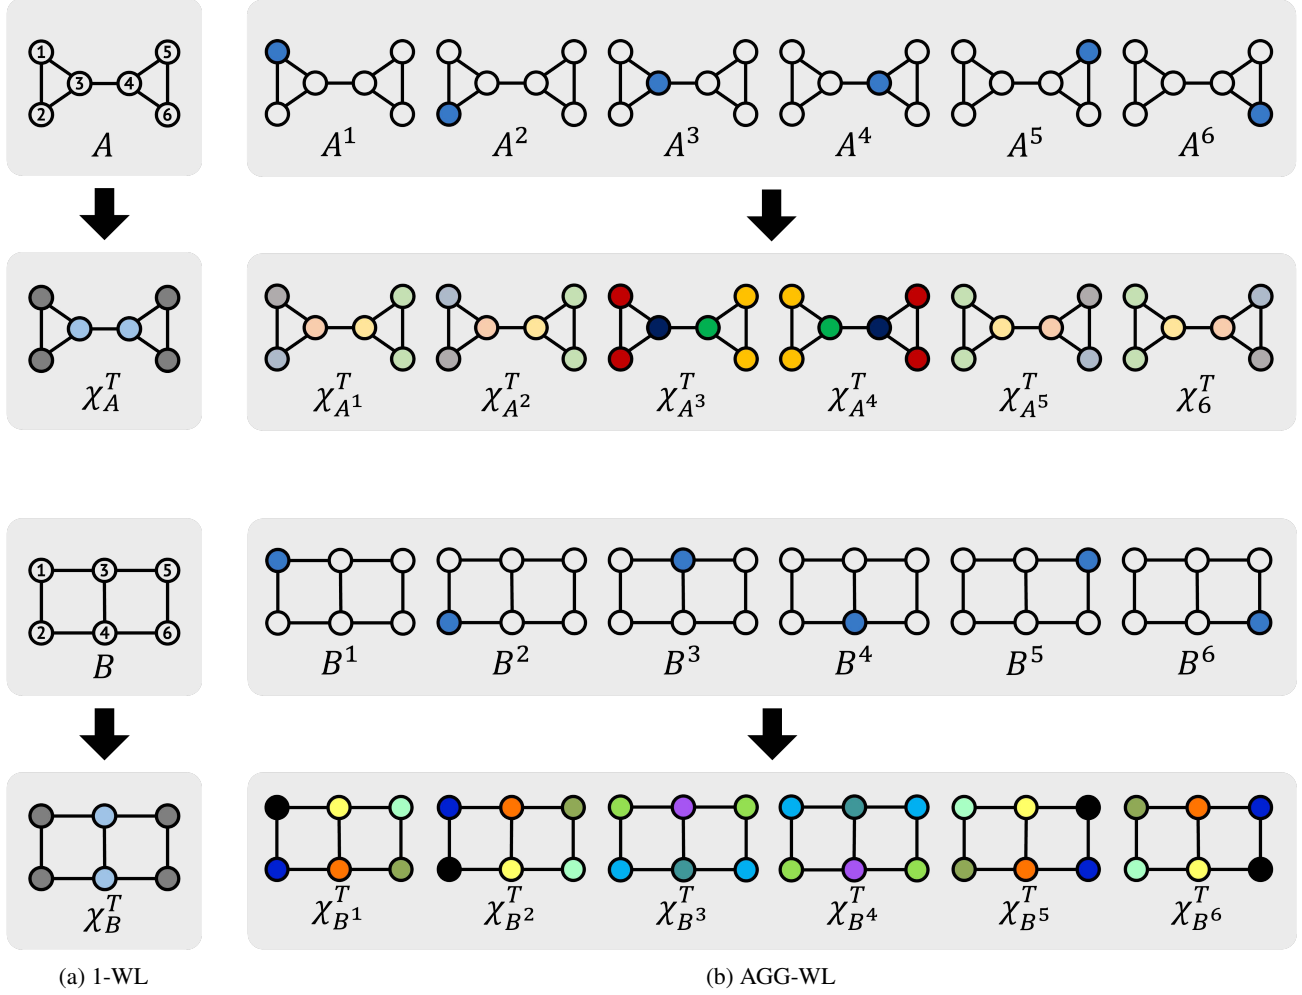 1 5
3 4
2 6
A A¹ A² A³ A⁴ A⁵ A⁶
χ_A^T χ_{A¹}^T χ_{A²}^T χ_{A³}^T χ_{A⁴}^T χ_{A⁵}^T χ_6^T
1 3 5
2 4 6
B B¹ B² B³ B⁴ B⁵ B⁶
χ_B^T χ_{B¹}^T χ_{B²}^T χ_{B³}^T χ_{B⁴}^T χ_{B⁵}^T χ_{B⁶}^T
(a) 1-WL (b) AGG-WL